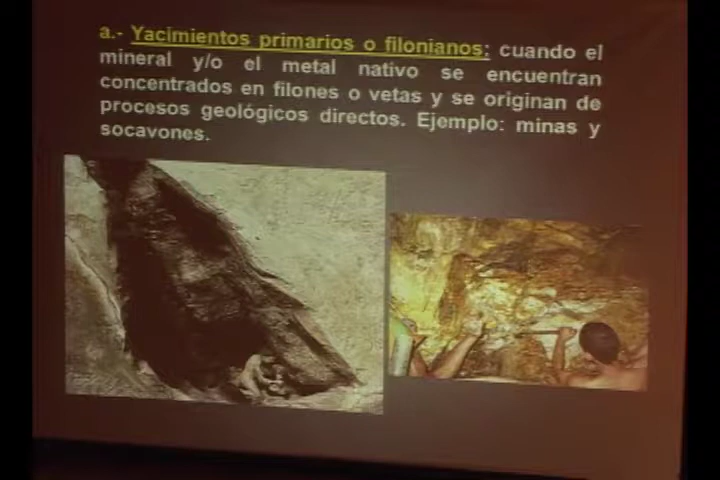 a.- Yacimientos primarios o filonianos: cuando el
mineral y/o el metal nativo se encuentran
concentrados en filones o vetas y se originan de
procesos geológicos directos. Ejemplo: minas y
socavones.